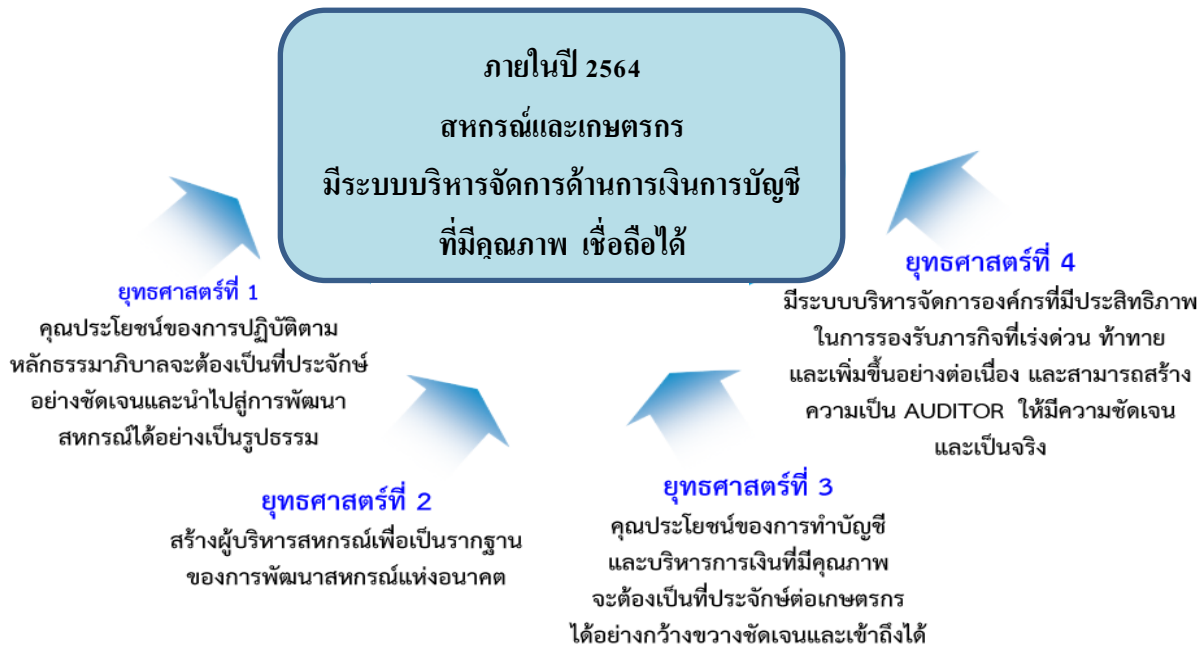 ภายในปี 2564
สหกรณ์และเกษตรกร
มีระบบบริหารจัดการด้านการเงินการบัญชี
ที่มีคุณภาพ เชื่อถือได้
ยุทธศาสตร์ที่ 1
คุณประโยชน์ของการปฏิบัติตาม
หลักธรรมาภิบาลจะต้องเป็นที่ประจักษ์
อย่างชัดเจนและนำไปสู่การพัฒนา
สหกรณ์ได้อย่างเป็นรูปธรรม
ยุทธศาสตร์ที่ 2
สร้างผู้บริหารสหกรณ์เพื่อเป็นรากฐาน
ของการพัฒนาสหกรณ์แห่งอนาคต
ยุทธศาสตร์ที่ 3
คุณประโยชน์ของการทำบัญชี
และบริหารการเงินที่มีคุณภาพ
จะต้องเป็นที่ประจักษ์ต่อเกษตรกร
ได้อย่างกว้างขวางชัดเจนและเข้าถึงได้
ยุทธศาสตร์ที่ 4
มีระบบบริหารจัดการองค์กรที่มีประสิทธิภาพ
ในการรองรับภารกิจที่เร่งด่วน ท้าทาย
และเพิ่มขึ้นอย่างต่อเนื่อง และสามารถสร้าง
ความเป็น AUDITOR ให้มีความชัดเจน
และเป็นจริง